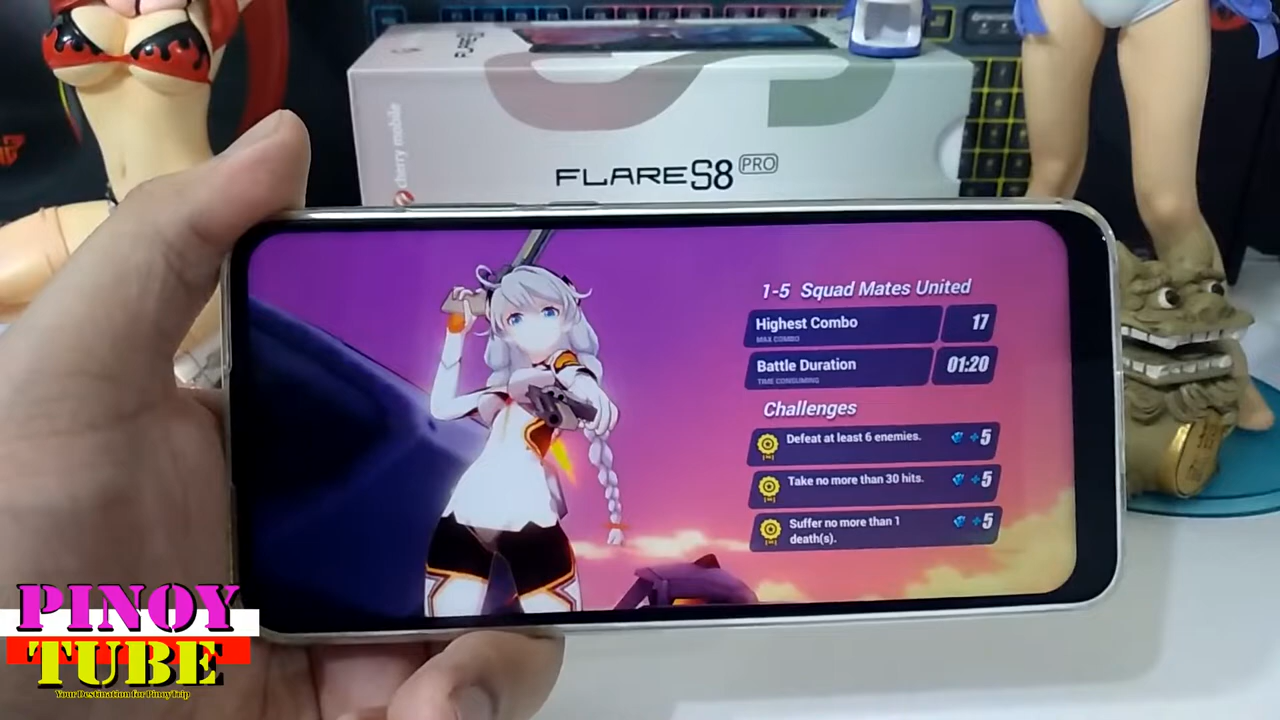 cherry mobile
FLARE S8 PRO
1-5 Squad Mates United
Highest Combo 17
MAX COMBO
Battle Duration 01:20
TIME CONSUMING
Challenges
Defeat at least 6 enemies. +5
Take no more than 30 hits. +5
Suffer no more than 1 +5
death(s).
PINOY
TUBE
Your Destination for PinoyTrip